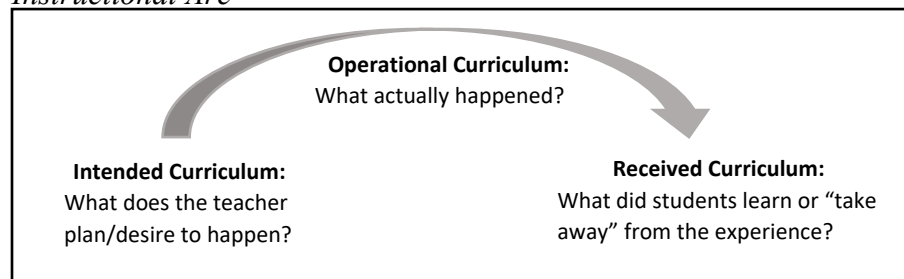 Instructional Arc
Operational Curriculum:
What actually happened?
Intended Curriculum:
What does the teacher
plan/desire to happen?
Received Curriculum:
What did students learn or “take
away” from the experience?